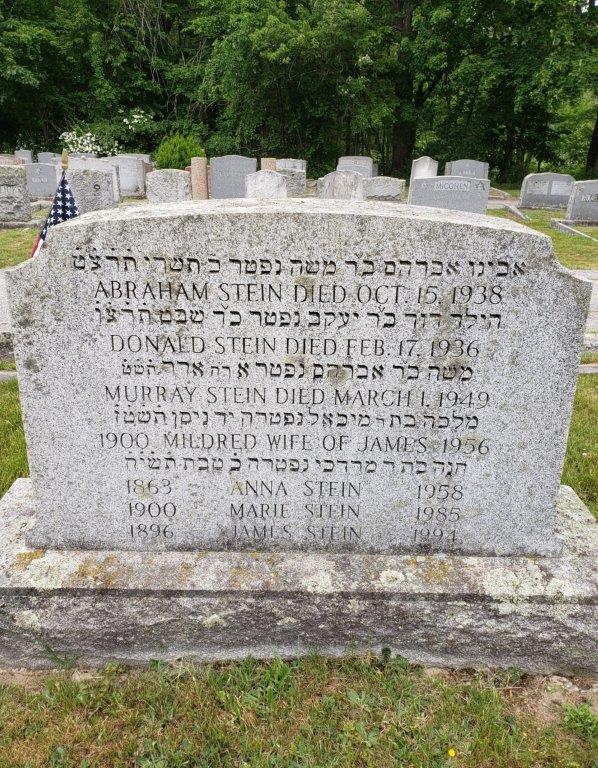 אבינו אברהם ב״ר משה נפטר כ תשרי תרצ״ט
ABRAHAM STEIN DIED OCT. 15, 1938
הילד דוד ב״ר יעקב נפטר כד שבט תרצ״ו
DONALD STEIN DIED FEB. 17, 1936
משה בר אברהם נפטר א אדר
MURRAY STEIN DIED MARCH 1, 1949
מלכה בת ר מיכאל נפטרה יד ניסן תשט״ז
1900 MILDRED WIFE OF JAMES 1956
חנה בת ר מרדכי נפטרה כ טבת תשי״ח
1863 ANNA STEIN 1958
1900 MARIE STEIN 1985
1896 JAMES STEIN 1994
MIGOHEN